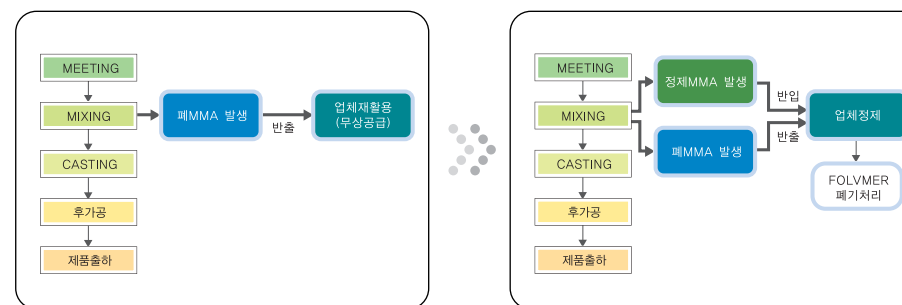 MEETING
MIXING
폐MMA 발생
반출
업체재활용
(무상공급)
CASTING
후가공
제품출하
MEETING
정제MMA 발생
반입
MIXING
업체정제
반출
폐MMA 발생
CASTING
FOLVMER
폐기처리
후가공
제품출하